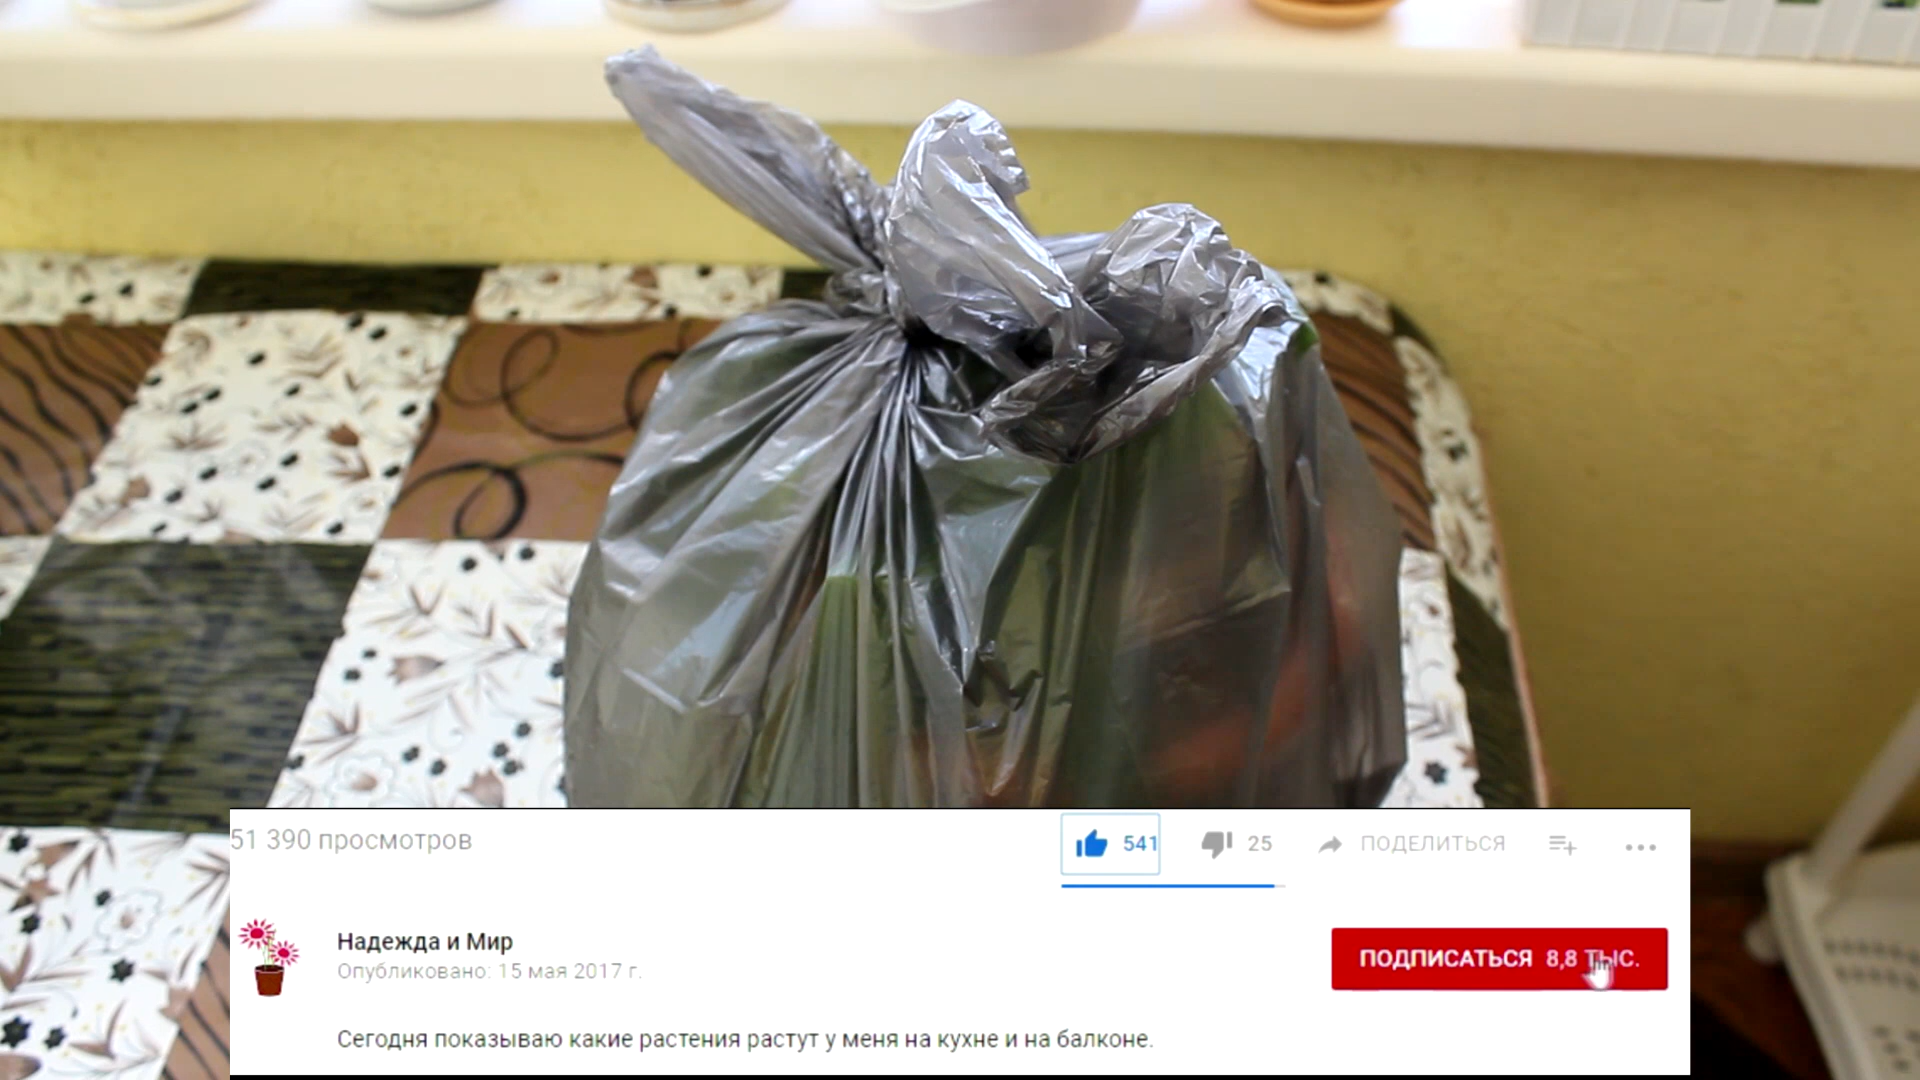 51 390 просмотров
541
25
ПОДЕЛИТЬСЯ
Надежда и Мир
Опубликовано: 15 мая 2017 г.
ПОДПИСАТЬСЯ 8,8 ТЫС.
Сегодня показываю какие растения растут у меня на кухне и на балконе.